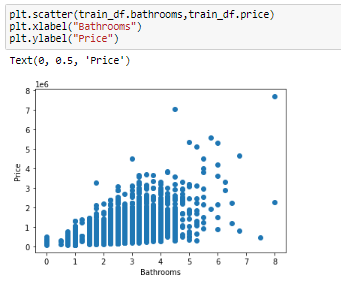 plt.scatter(train_df.bathrooms,train_df.price)
plt.xlabel("Bathrooms")
plt.ylabel("Price")
Text(0, 0.5, 'Price')
1e6
8
7
6
5
4
3
2
1
0
Price
0 1 2 3 4 5 6 7 8
Bathrooms